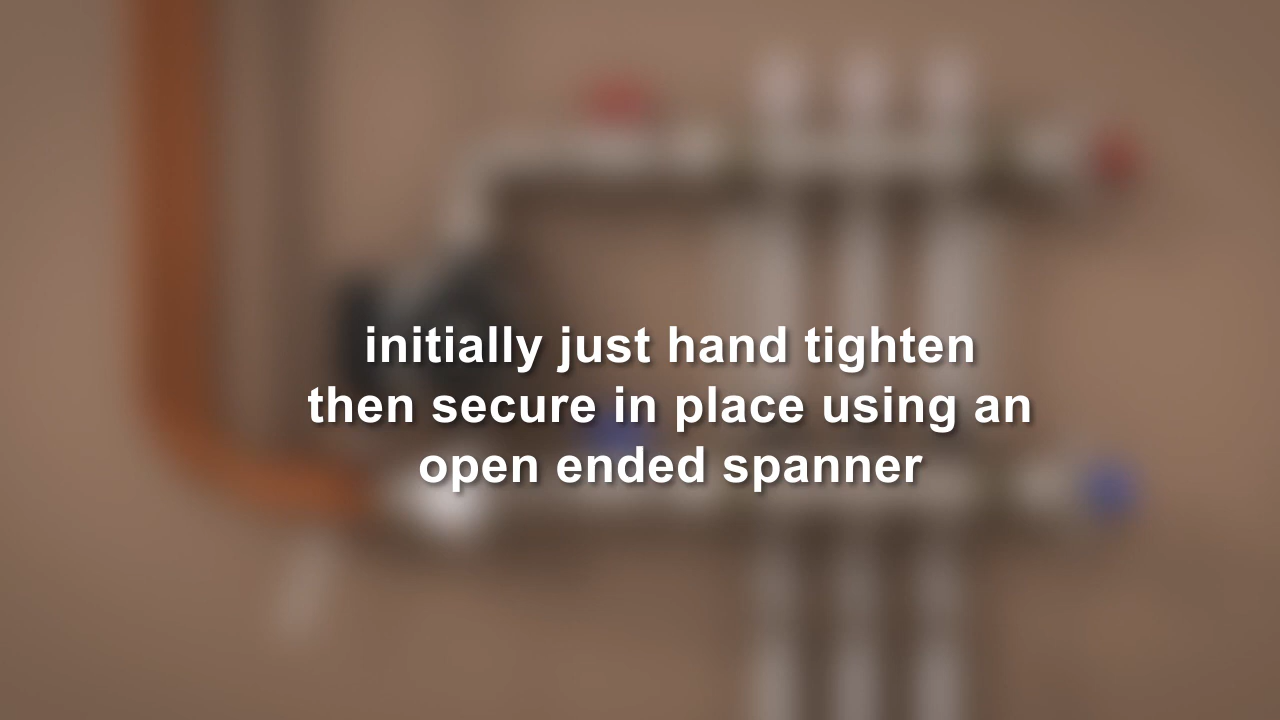 initially just hand tighten
then secure in place using an
open ended spanner